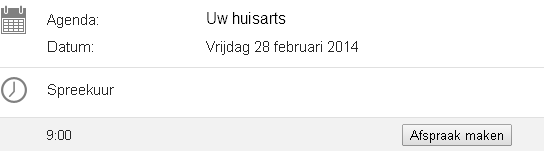 Agenda: Uw huisarts
Datum: Vrijdag 28 februari 2014
Spreekuur
9:00 Afspraak maken